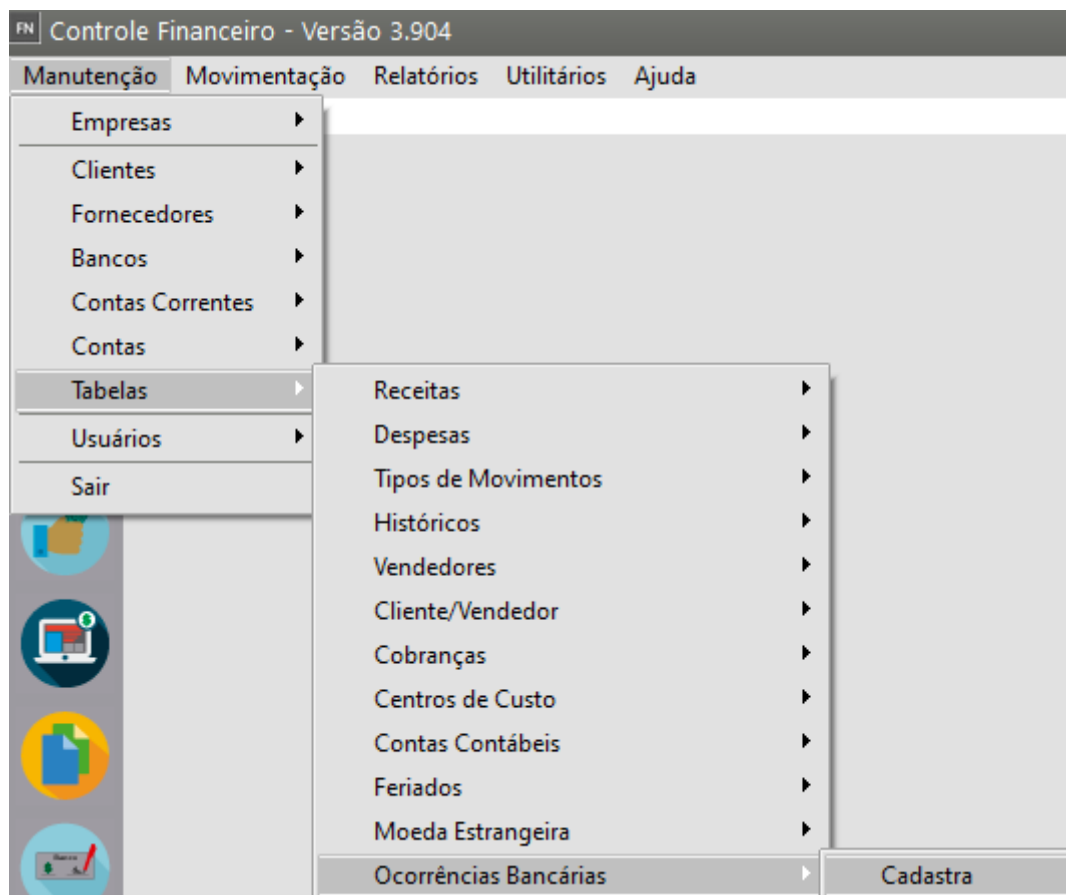 FN Controle Financeiro - Versão 3.904
Manutenção Movimentação Relatórios Utilitários Ajuda
Empresas
Clientes
Fornecedores
Bancos
Contas Correntes
Contas
Tabelas
Usuários
Sair
Receitas
Despesas
Tipos de Movimentos
Históricos
Vendedores
Cliente/Vendedor
Cobranças
Centros de Custo
Contas Contábeis
Feriados
Moeda Estrangeira
Ocorrências Bancárias
Cadastra